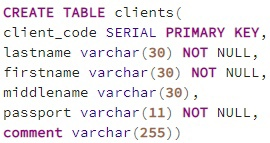 CREATE TABLE clients(
client_code SERIAL PRIMARY KEY,
lastname varchar(30) NOT NULL,
firstname varchar(30) NOT NULL,
middlename varchar(30),
passport varchar(11) NOT NULL,
comment varchar(255))